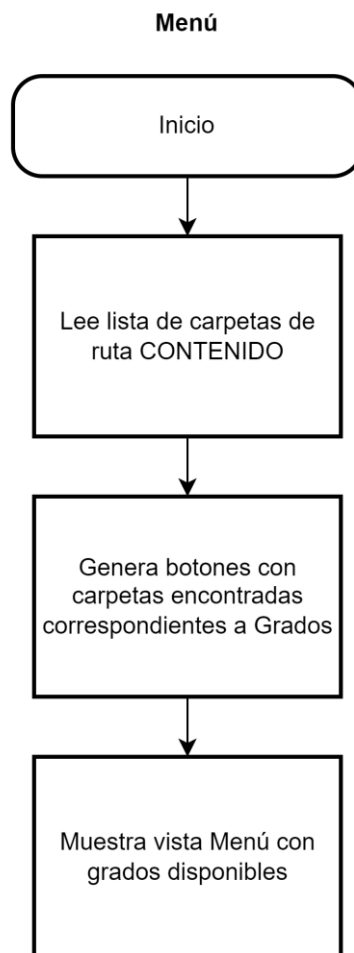 Menú
Inicio
Lee lista de carpetas de
ruta CONTENIDO
Genera botones con
carpetas encontradas
correspondientes a Grados
Muestra vista Menú con
grados disponibles